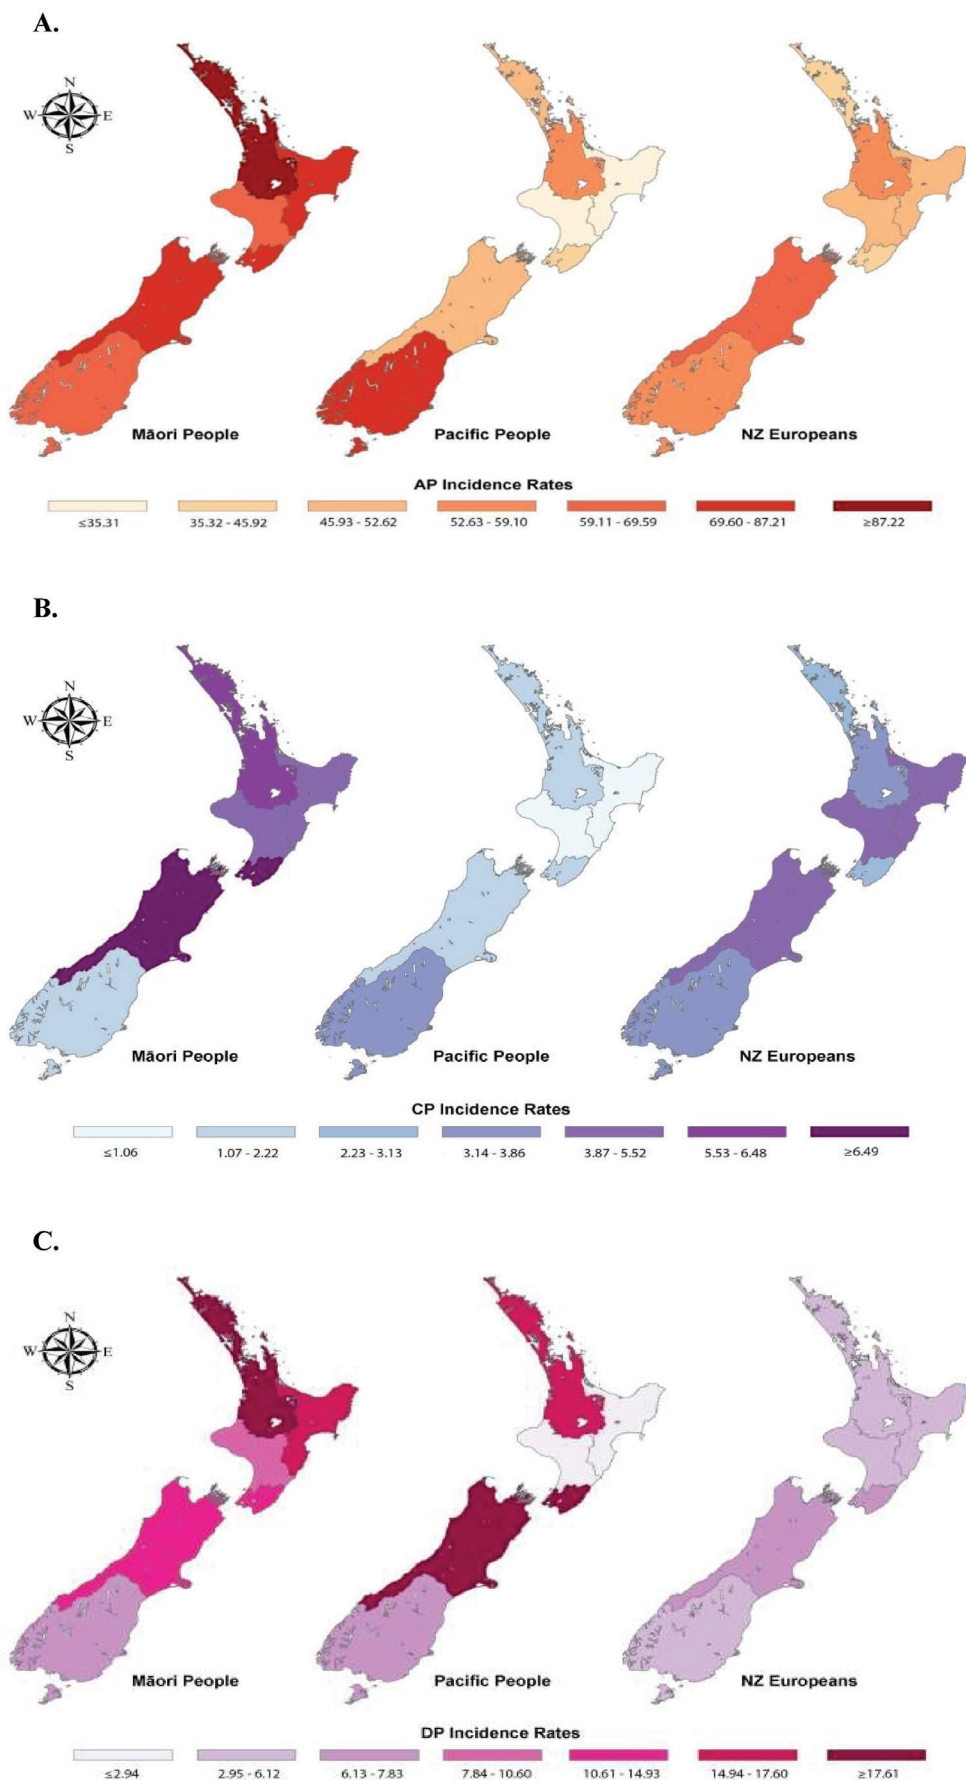 A.
N
W E
S
Māori People Pacific People NZ Europeans
AP Incidence Rates
≤35.31 35.32 - 45.92 45.93 - 52.62 52.63 - 59.10 59.11 - 69.59 69.60 - 87.21 ≥87.22
B.
N
W E
S
Māori People Pacific People NZ Europeans
CP Incidence Rates
≤1.06 1.07 - 2.22 2.23 - 3.13 3.14 - 3.86 3.87 - 5.52 5.53 - 6.48 ≥6.49
C.
N
W E
S
Māori People Pacific People NZ Europeans
DP Incidence Rates
≤2.94 2.95 - 6.12 6.13 - 7.83 7.84 - 10.60 10.61 - 14.93 14.94 - 17.60 ≥17.61